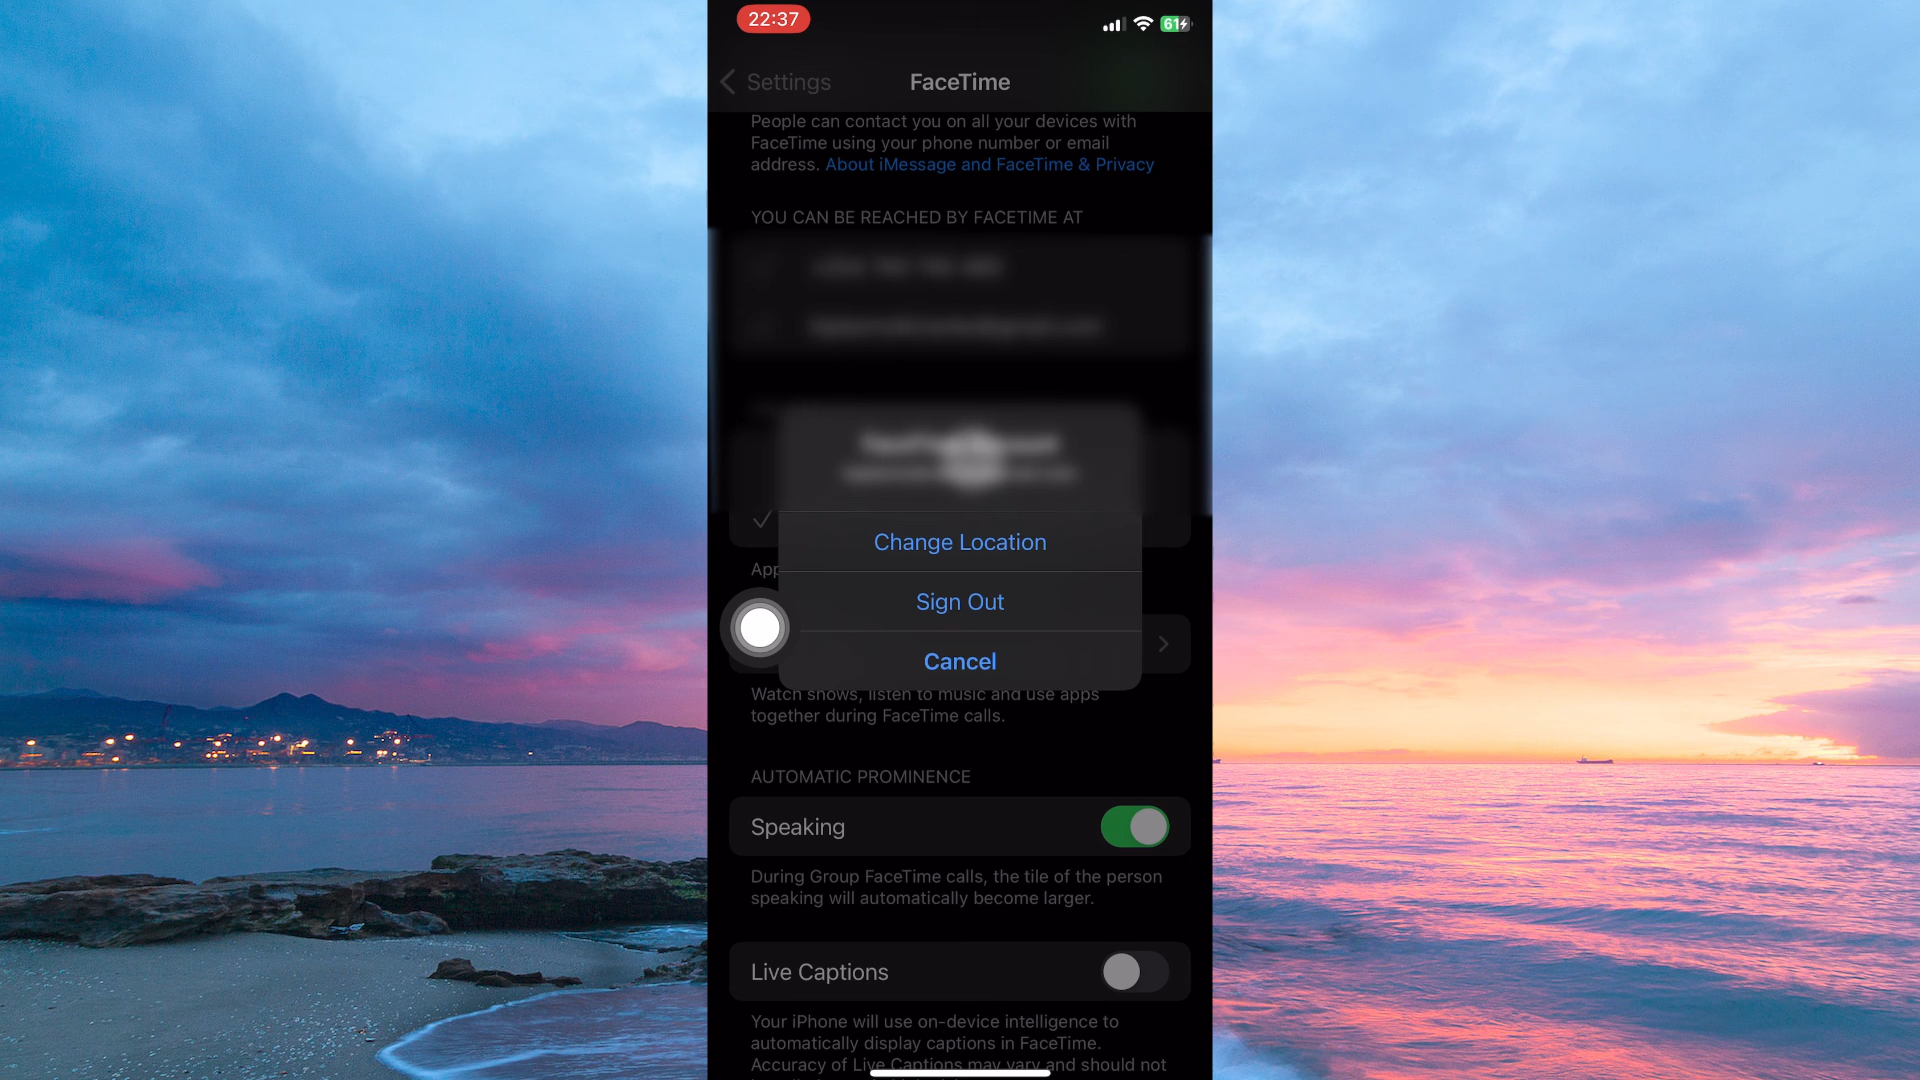 22:37
61
Settings
FaceTime
People can contact you on all your devices with
FaceTime using your phone number or email
address. About iMessage and FaceTime & Privacy
YOU CAN BE REACHED BY FACETIME AT
Change Location
App
Sign Out
Cancel
Watch shows, listen to music and use apps
together during FaceTime calls.
AUTOMATIC PROMINENCE
Speaking
During Group FaceTime calls, the tile of the person
speaking will automatically become larger.
Live Captions
Your iPhone will use on-device intelligence to
automatically display captions in FaceTime.
Accuracy of Live Captions may vary and should not